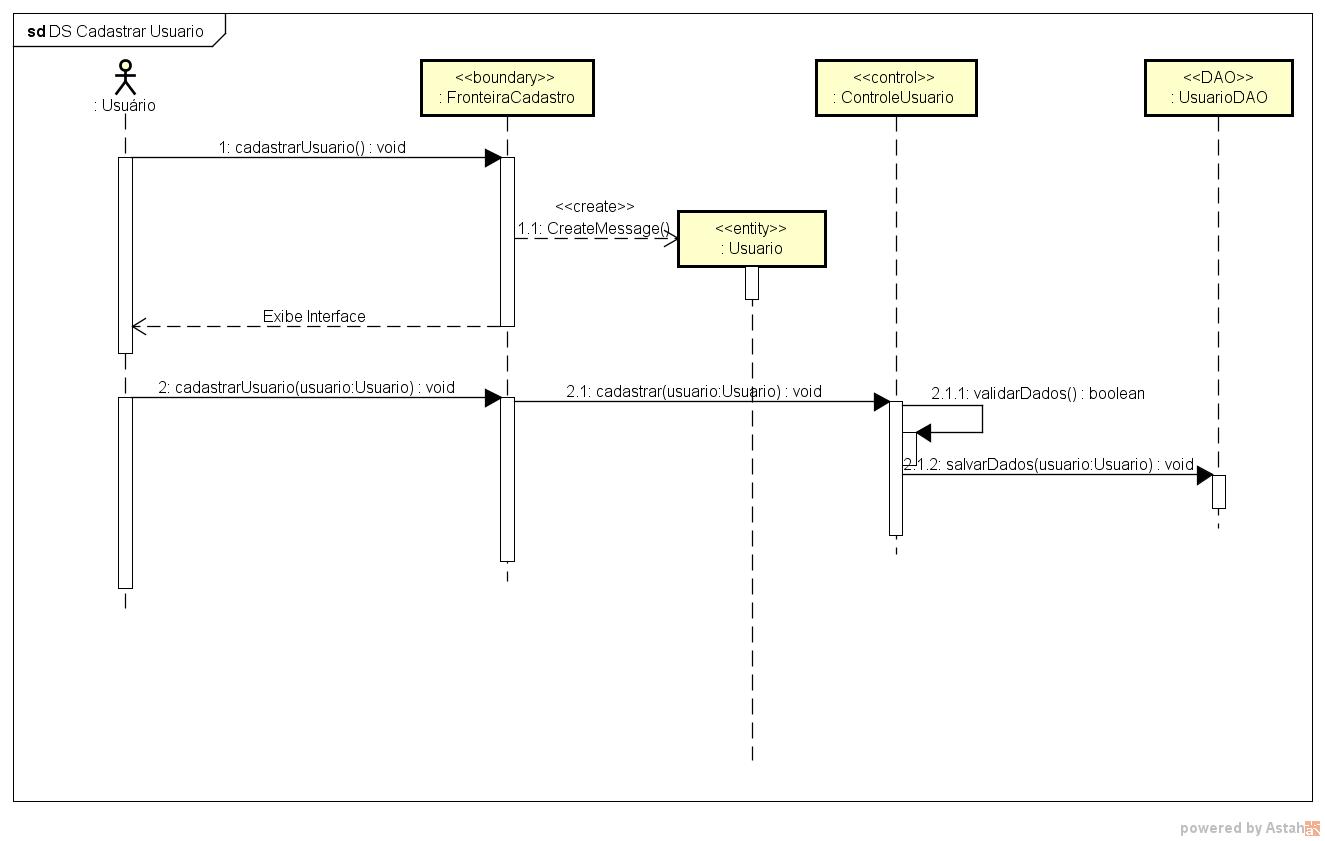 sd DS Cadastrar Usuario
: Usuário
<<boundary>>
: FronteiraCadastro
<<control>>
: ControleUsuario
<<DAO>>
: UsuarioDAO
1: cadastrarUsuario() : void
<<create>>
1.1: CreateMessage()
<<entity>>
: Usuario
Exibe Interface
2: cadastrarUsuario(usuario:Usuario) : void
2.1: cadastrar(usuario:Usuario) : void
2.1.1: validarDados() : boolean
2.1.2: salvarDados(usuario:Usuario) : void
powered by Astah